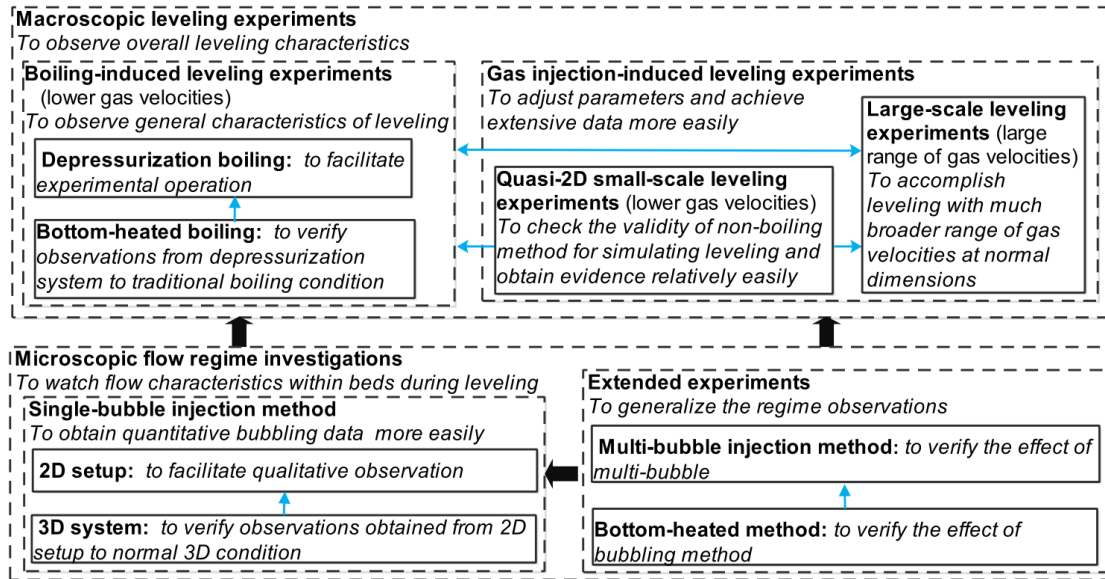 Macroscopic leveling experiments
To observe overall leveling characteristics
Boiling-induced leveling experiments
(lower gas velocities)
To observe general characteristics of leveling
Depressurization boiling: to facilitate
experimental operation
Bottom-heated boiling: to verify
observations from depressurization
system to traditional boiling condition
Gas injection-induced leveling experiments
To adjust parameters and achieve
extensive data more easily
Quasi-2D small-scale leveling
experiments (lower gas velocities)
To check the validity of non-boiling
method for simulating leveling and
obtain evidence relatively easily
Large-scale leveling
experiments (large
range of gas velocities)
To accomplish
leveling with much
broader range of gas
velocities at normal
dimensions
Microscopic flow regime investigations
To watch flow characteristics within beds during leveling
Single-bubble injection method
To obtain quantitative bubbling data more easily
2D setup: to facilitate qualitative observation
3D system: to verify observations obtained from 2D
setup to normal 3D condition
Extended experiments
To generalize the regime observations
Multi-bubble injection method: to verify the effect of
multi-bubble
Bottom-heated method: to verify the effect of
bubbling method